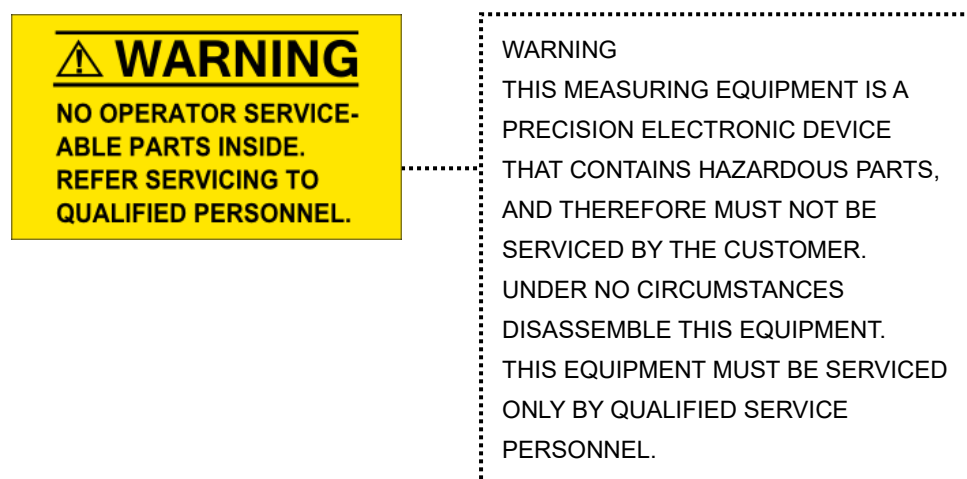 ⚠ WARNING
NO OPERATOR SERVICE-
ABLE PARTS INSIDE.
REFER SERVICING TO
QUALIFIED PERSONNEL.
WARNING
THIS MEASURING EQUIPMENT IS A
PRECISION ELECTRONIC DEVICE
THAT CONTAINS HAZARDOUS PARTS,
AND THEREFORE MUST NOT BE
SERVICED BY THE CUSTOMER.
UNDER NO CIRCUMSTANCES
DISASSEMBLE THIS EQUIPMENT.
THIS EQUIPMENT MUST BE SERVICED
ONLY BY QUALIFIED SERVICE
PERSONNEL.